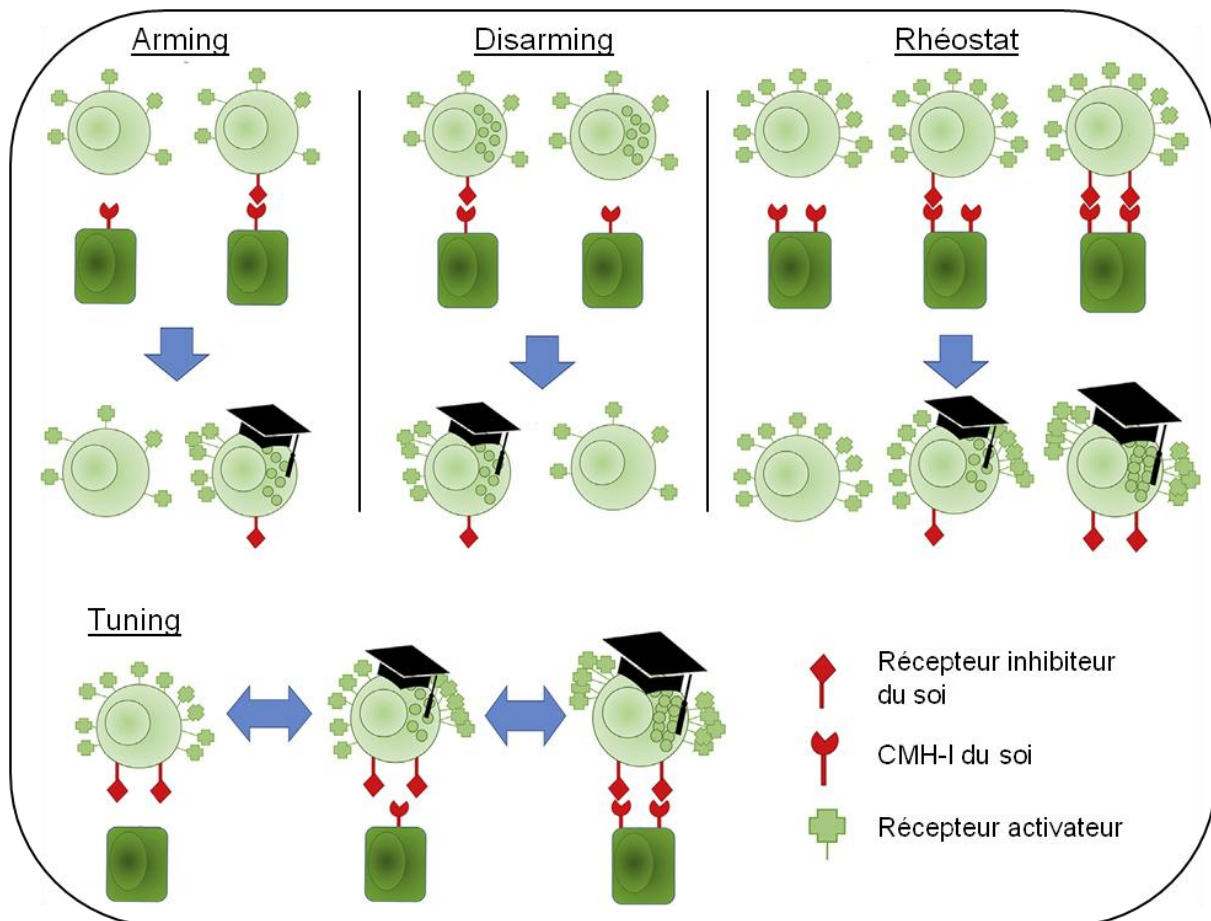 Arming
Disarming
Rhéostat
Tuning
Récepteur inhibiteur
du soi
CMH-I du soi
Récepteur activateur